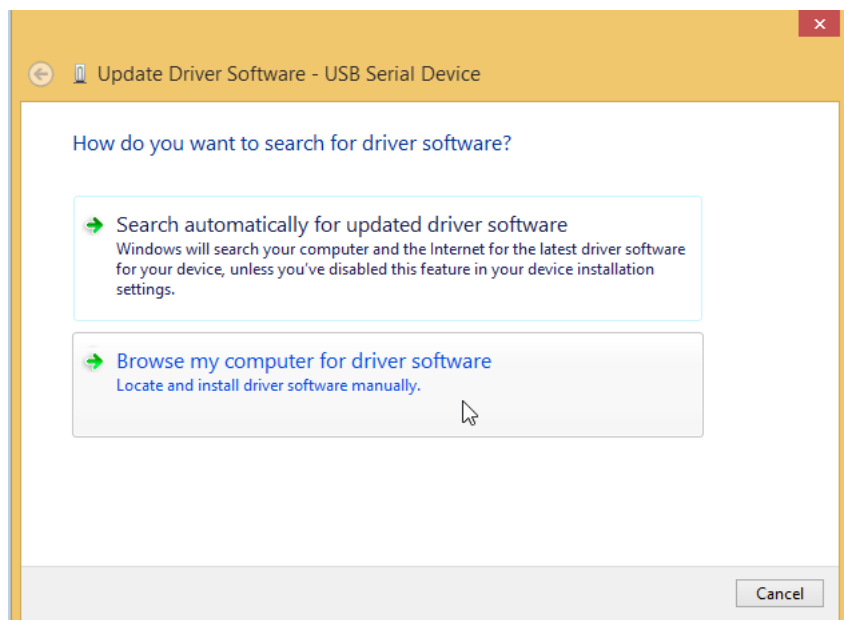 Update Driver Software - USB Serial Device
How do you want to search for driver software?
Search automatically for updated driver software
Windows will search your computer and the Internet for the latest driver software
for your device, unless you've disabled this feature in your device installation
settings.
Browse my computer for driver software
Locate and install driver software manually.
Cancel